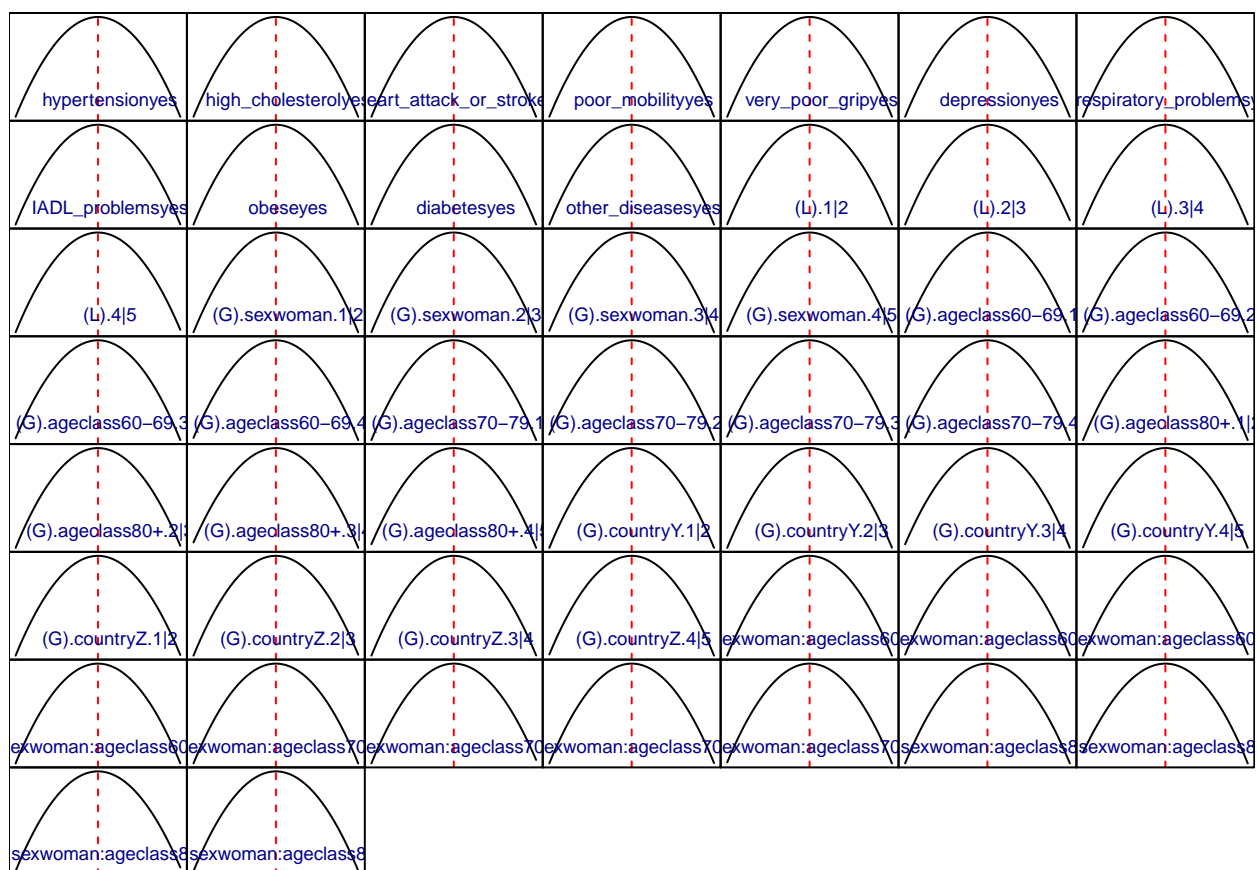 hypertensionyes high_cholesterolyes eart_attack_or_stroke poor_mobilityyes very_poor_gripyes depressionyes respiratory_problemsy
IADL_problemsyes obeseyes diabetesyes other_diseasesyes (L).1|2 (L).2|3 (L).3|4
(L).4|5 (G).sexwoman.1|2 (G).sexwoman.2|3 (G).sexwoman.3|4 (G).sexwoman.4|5 (G).ageclass60−69.1 (G).ageclass60−69.2
(G).ageclass60−69.3 (G).ageclass60−69.4 (G).ageclass70−79.1 (G).ageclass70−79.2 (G).ageclass70−79.3 (G).ageclass70−79.4 (G).ageclass80+.1|2
(G).ageclass80+.2|3 (G).ageclass80+.3|4 (G).ageclass80+.4|5 (G).countryY.1|2 (G).countryY.2|3 (G).countryY.3|4 (G).countryY.4|5
(G).countryZ.1|2 (G).countryZ.2|3 (G).countryZ.3|4 (G).countryZ.4|5 exwoman:ageclass60 exwoman:ageclass60 exwoman:ageclass60
exwoman:ageclass60 exwoman:ageclass70 exwoman:ageclass70 exwoman:ageclass70 exwoman:ageclass70 sexwoman:ageclass8 sexwoman:ageclass8
sexwoman:ageclass8 sexwoman:ageclass8